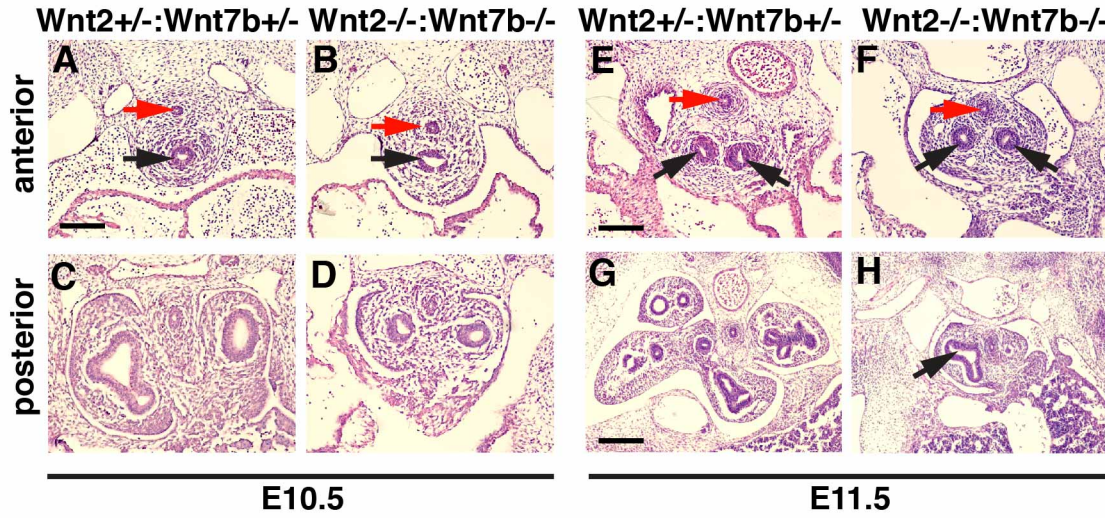 Wnt2+/-:Wnt7b+/- Wnt2-/-:Wnt7b-/- Wnt2+/-:Wnt7b+/- Wnt2-/-:Wnt7b-/-
anterior
A B E F
posterior
C D G H
E10.5 E11.5